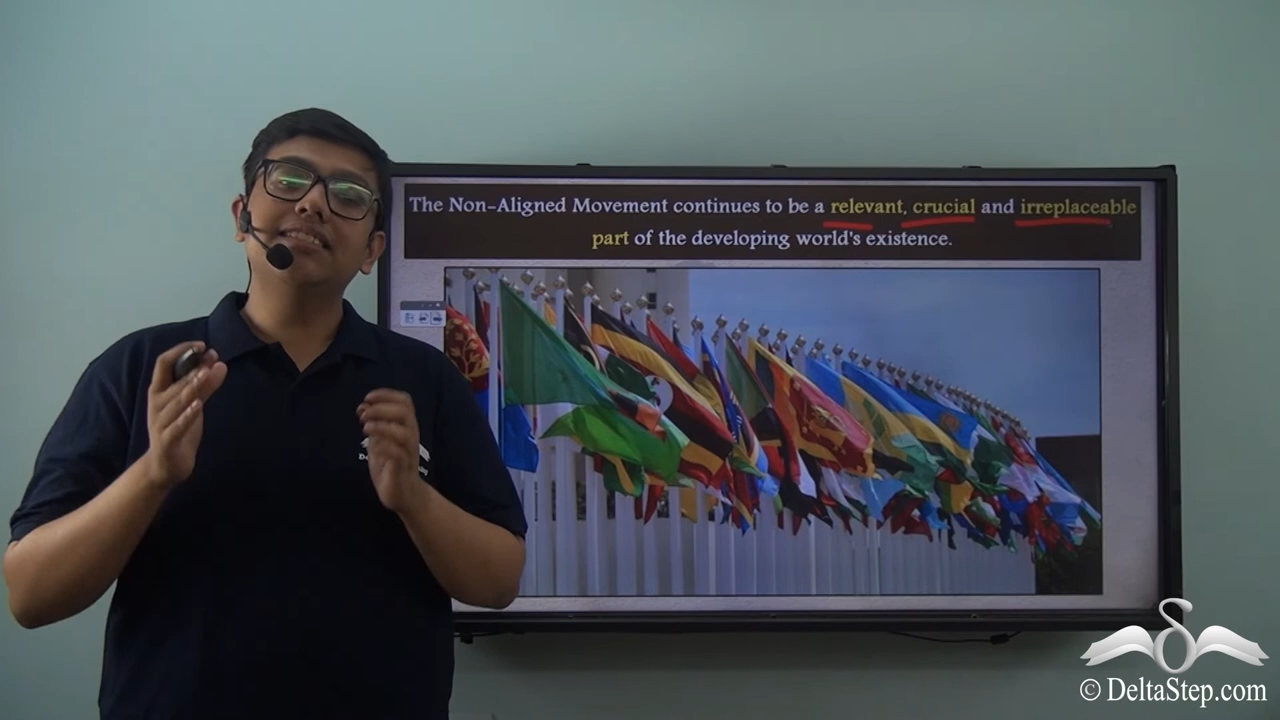 The Non-Aligned Movement continues to be a relevant, crucial and irreplaceable
part of the developing world's existence.
© DeltaStep.com